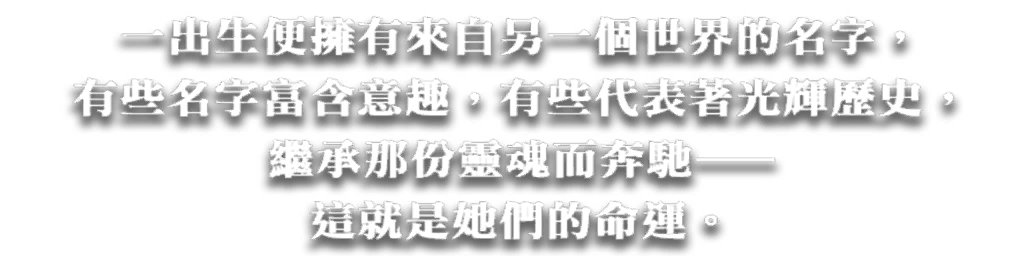 一出生便擁有來自另一個世界的名字，
有些名字富含意趣，有些代表著光輝歷史，
繼承那份靈魂而奔馳——
這就是她們的命運。